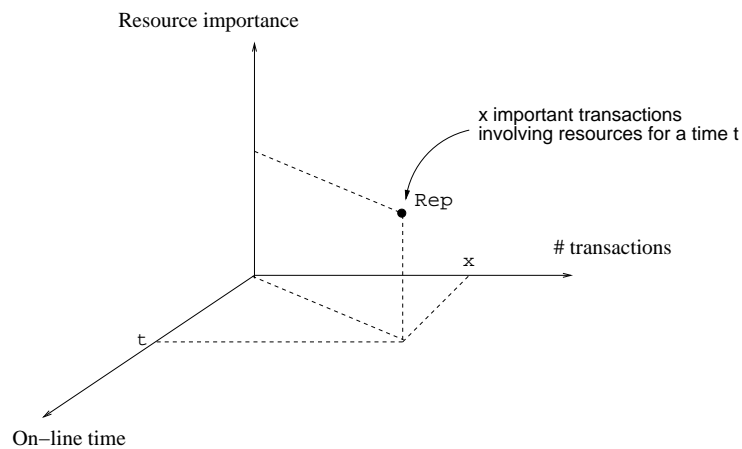 Resource importance
x important transactions
involving resources for a time t
Rep
# transactions
x
t
On−line time